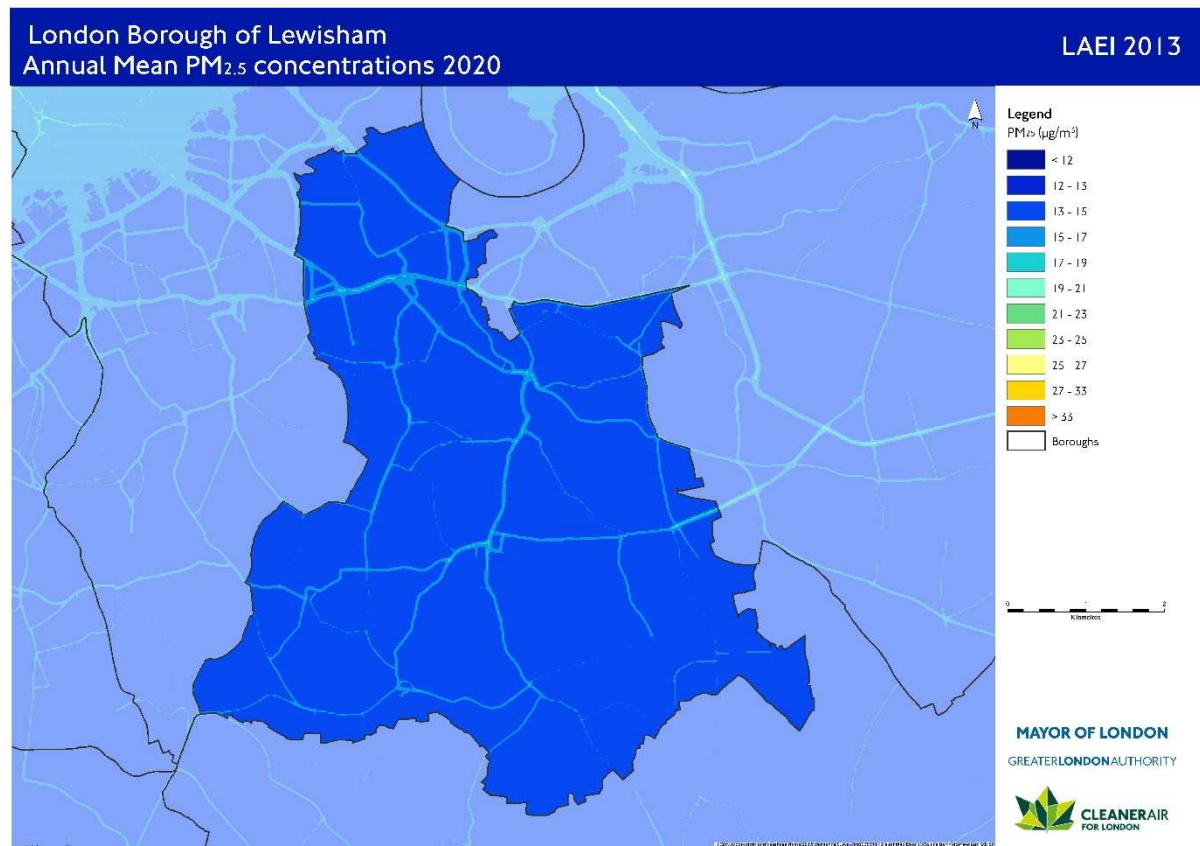 London Borough of Lewisham
Annual Mean PM2.5 concentrations 2020
LAEI 2013
N
Legend
PM2.5 (µg/m³)
< 12
12 - 13
13 - 15
15 - 17
17 - 19
19 - 21
21 - 23
23 - 25
25 27
27 - 33
> 33
Boroughs
0 1 2
Kilometres
MAYOR OF LONDON
GREATERLONDONAUTHORITY
CLEANERAIR
FOR LONDON